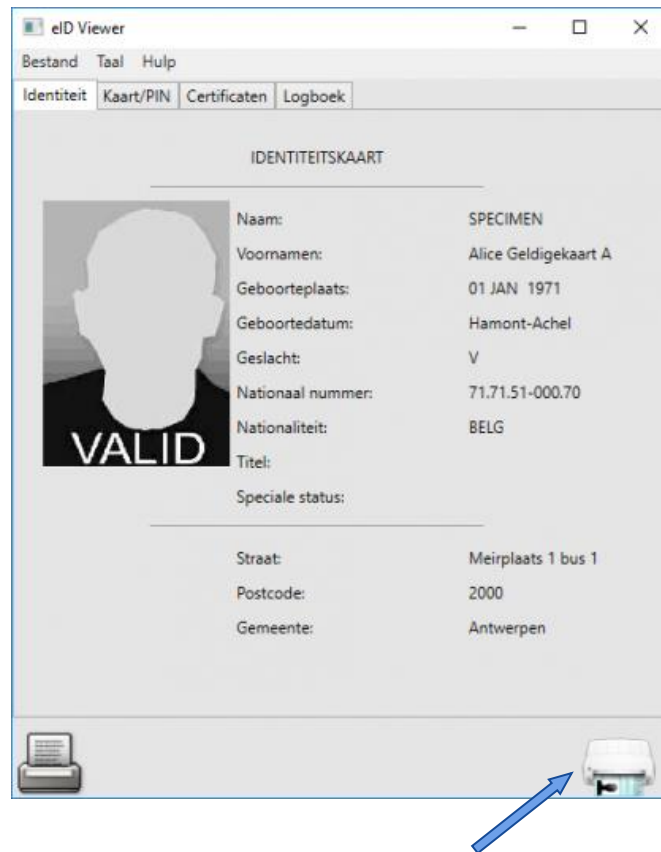 eID Viewer
Bestand Taal Hulp
Identiteit Kaart/PIN Certificaten Logboek
IDENTITEITSKAART
Naam: SPECIMEN
Voornamen: Alice Geldigekaart A
Geboorteplaats: 01 JAN 1971
Geboortedatum: Hamont-Achel
Geslacht: V
Nationaal nummer: 71.71.51-000.70
Nationaliteit: BELG
VALID
Titel:
Speciale status:
Straat: Meirplaats 1 bus 1
Postcode: 2000
Gemeente: Antwerpen